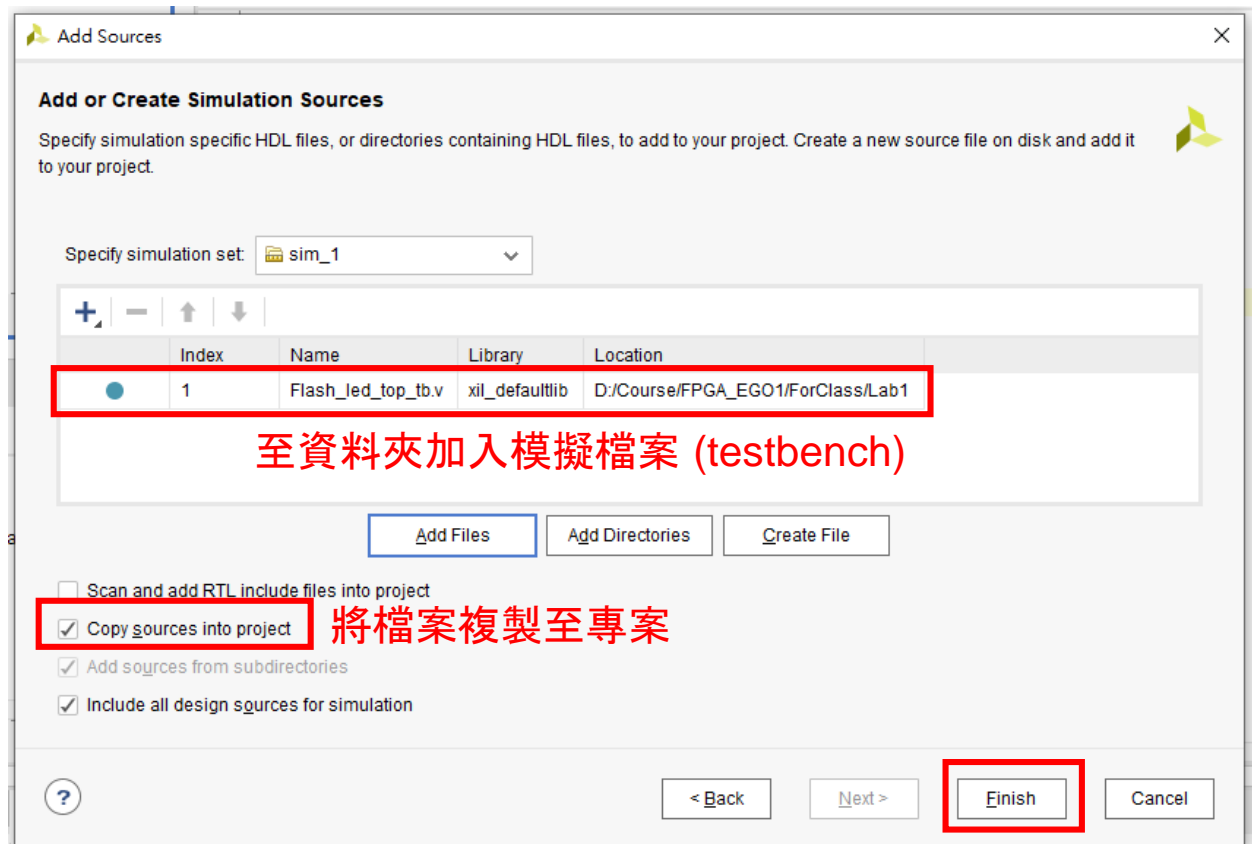 Add Sources
Add or Create Simulation Sources
Specify simulation specific HDL files, or directories containing HDL files, to add to your project. Create a new source file on disk and add it
to your project.
Specify simulation set: sim_1
Index Name Library Location
1 Flash_led_top_tb.v xil_defaultlib D:/Course/FPGA_EGO1/ForClass/Lab1
至資料夾加入模擬檔案 (testbench)
Add Files Add Directories Create File
Scan and add RTL include files into project
Copy sources into project 將檔案複製至專案
Add sources from subdirectories
Include all design sources for simulation
? < Back Next > Finish Cancel